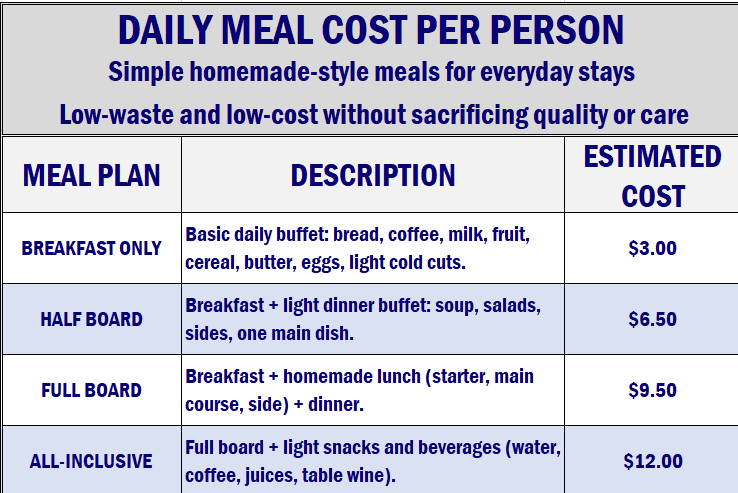 DAILY MEAL COST PER PERSON
Simple homemade-style meals for everyday stays
Low-waste and low-cost without sacrificing quality or care
MEAL PLAN
DESCRIPTION
ESTIMATED
COST
BREAKFAST ONLY
Basic daily buffet: bread, coffee, milk, fruit,
cereal, butter, eggs, light cold cuts.
$3.00
HALF BOARD
Breakfast + light dinner buffet: soup, salads,
sides, one main dish.
$6.50
FULL BOARD
Breakfast + homemade lunch (starter, main
course, side) + dinner.
$9.50
ALL-INCLUSIVE
Full board + light snacks and beverages (water,
coffee, juices, table wine).
$12.00